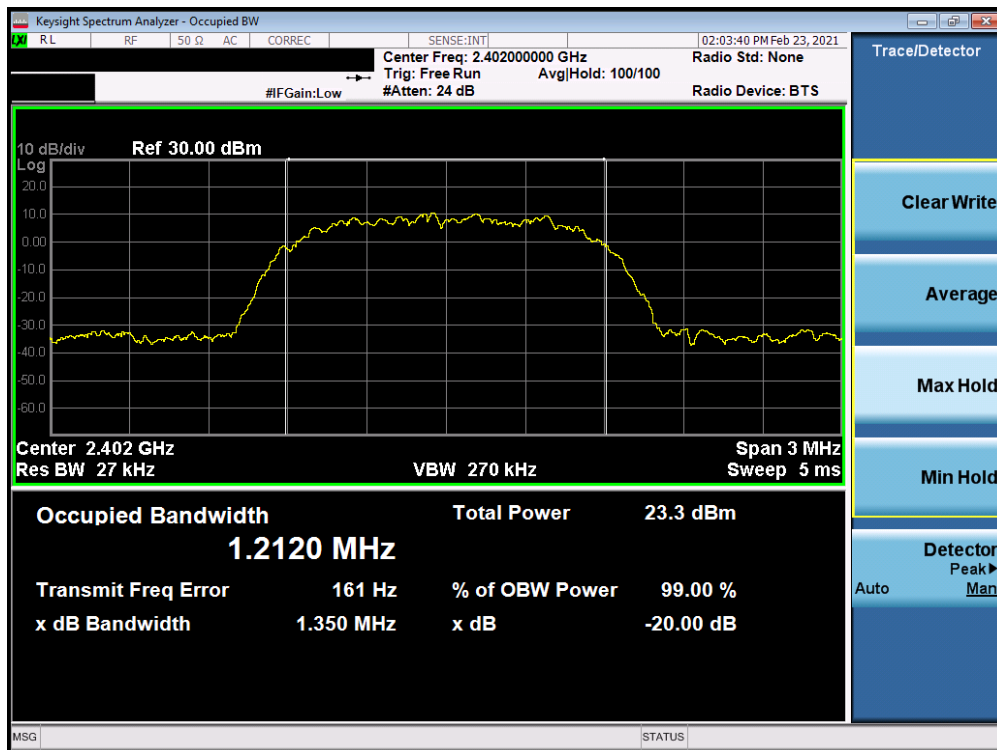 Keysight Spectrum Analyzer - Occupied BW
LXI RL RF 50 Ω AC CORREC SENSE:INT 02:03:40 PM Feb 23, 2021
Center Freq: 2.402000000 GHz Radio Std: None
Trig: Free Run Avg|Hold: 100/100
#IFGain:Low #Atten: 24 dB Radio Device: BTS
Trace/Detector
10 dB/div Ref 30.00 dBm
Log
20.0
10.0
0.00
-10.0
-20.0
-30.0
-40.0
-50.0
-60.0
Center 2.402 GHz Span 3 MHz
Res BW 27 kHz VBW 270 kHz Sweep 5 ms
Occupied Bandwidth Total Power 23.3 dBm
1.2120 MHz
Transmit Freq Error 161 Hz % of OBW Power 99.00 %
x dB Bandwidth 1.350 MHz x dB -20.00 dB
Clear Write
Average
Max Hold
Min Hold
Detector
Peak▶
Auto Man
MSG STATUS